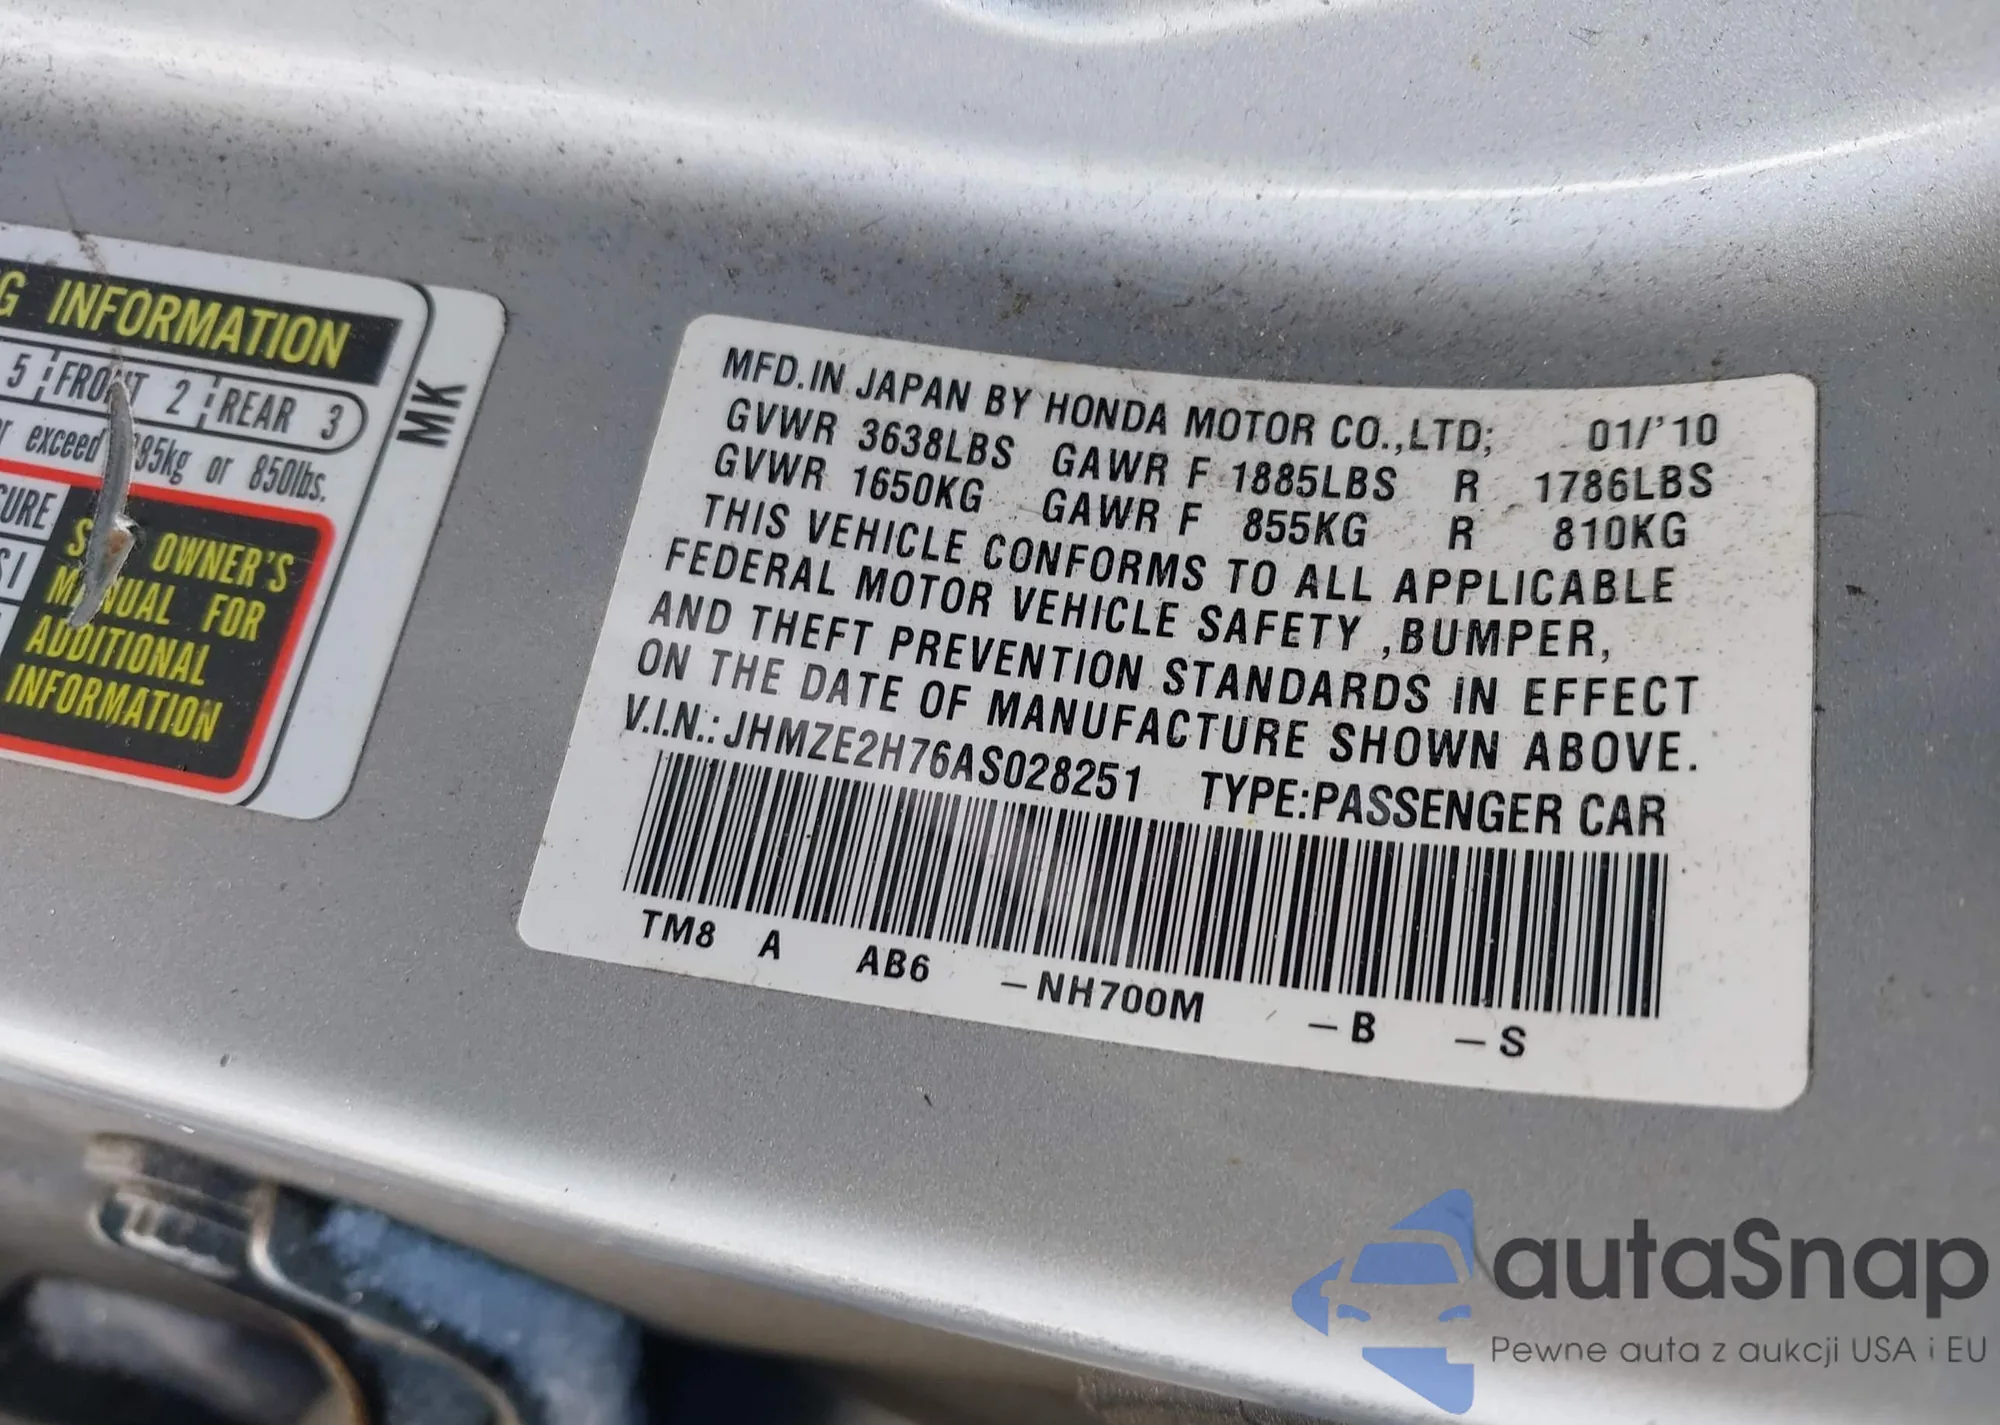 G INFORMATION
5 FRONT 2 REAR 3
exceed 385kg or 850lbs.
OWNER'S
MANUAL FOR
ADDITIONAL
INFORMATION
MK
MFD.IN JAPAN BY HONDA MOTOR CO.,LTD; 01/'10
GVWR 3638LBS GAWR F 1885LBS R 1786LBS
GVWR 1650KG GAWR F 855KG R 810KG
THIS VEHICLE CONFORMS TO ALL APPLICABLE
FEDERAL MOTOR VEHICLE SAFETY ,BUMPER,
AND THEFT PREVENTION STANDARDS IN EFFECT
ON THE DATE OF MANUFACTURE SHOWN ABOVE.
V.I.N.: JHMZE2H76AS028251 TYPE:PASSENGER CAR
TM8 A AB6 -NH700M -B -S
autaSnap
Pewne auta z aukcji USA i EU